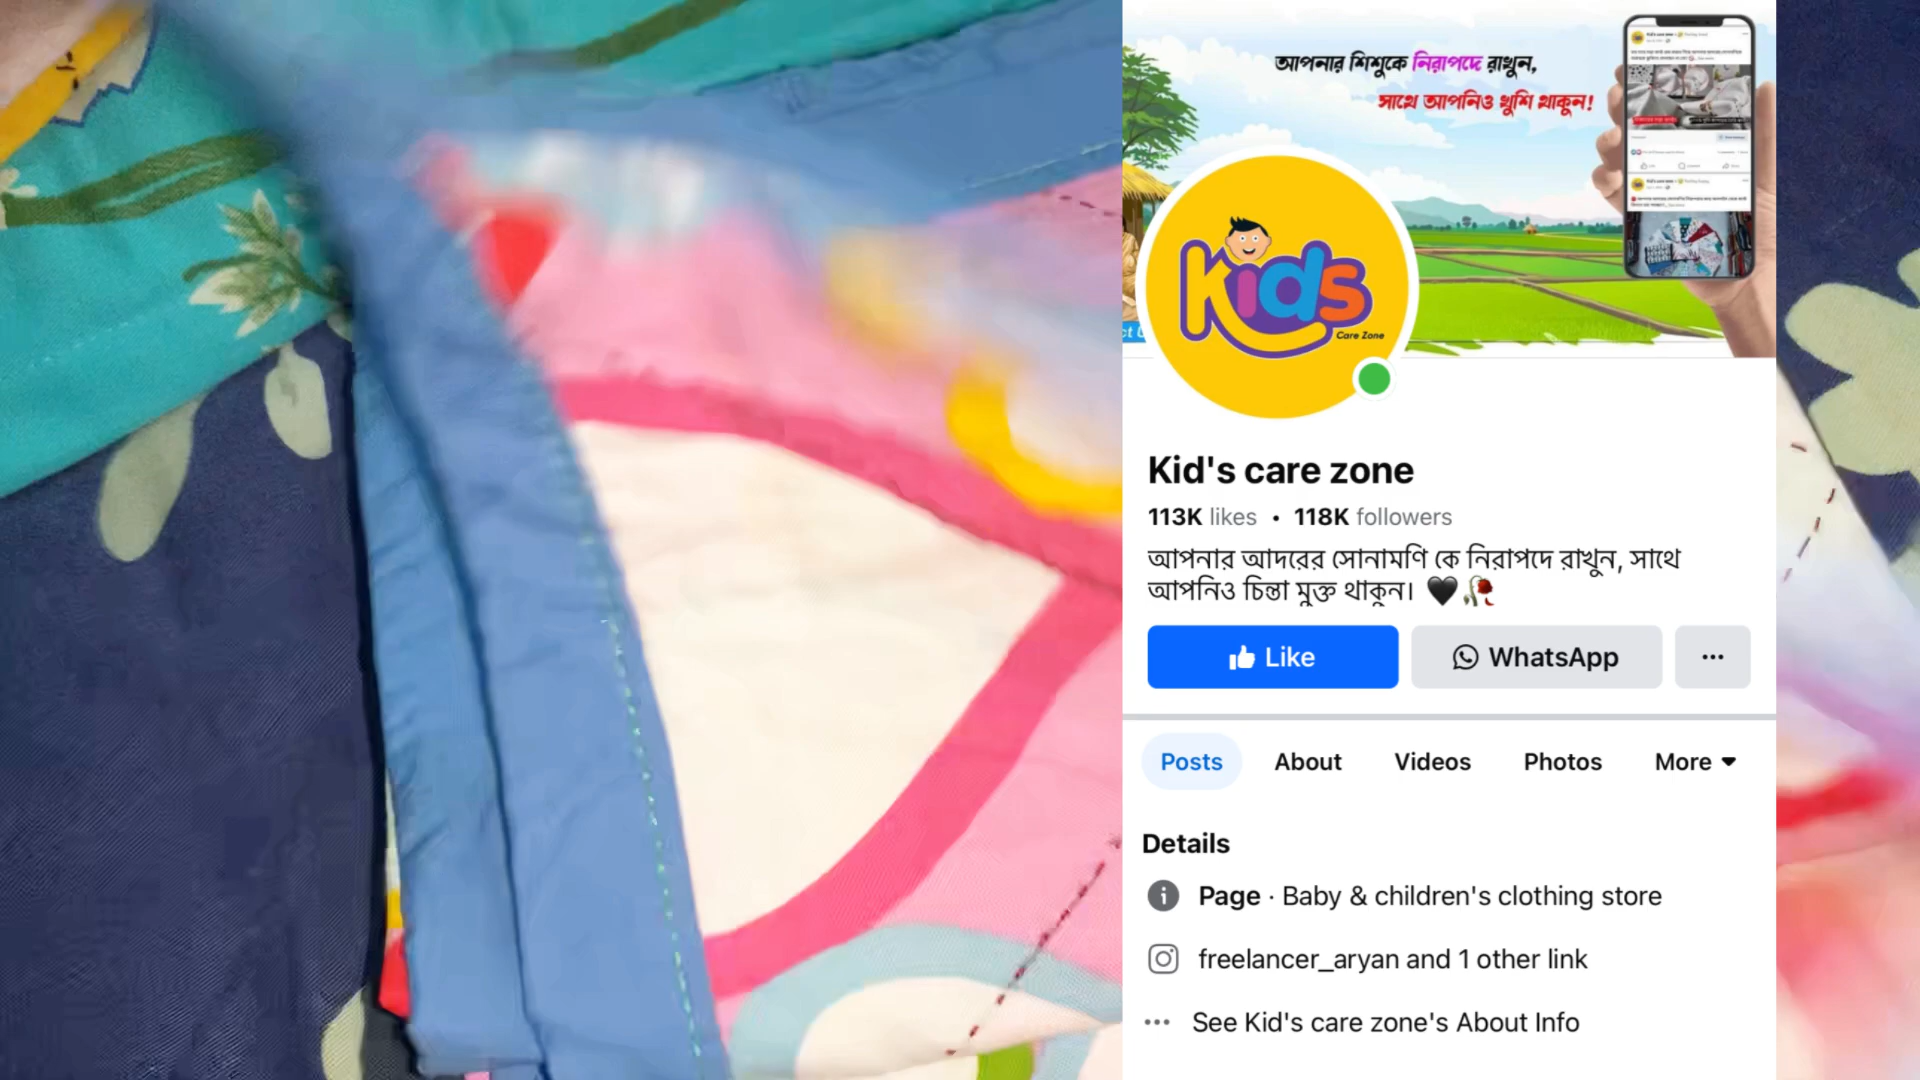 আপনার শিশুকে নিরাপদে রাখুন,
সাথে আপনিও খুশি থাকুন!
Kids
Care Zone
Kid's care zone
113K likes • 118K followers
আপনার আদরের সোনামণি কে নিরাপদে রাখুন, সাথে
আপনিও চিন্তা মুক্ত থাকুন। 🖤🥀
Like
WhatsApp
Posts
About
Videos
Photos
More
Details
Page · Baby & children's clothing store
freelancer_aryan and 1 other link
See Kid's care zone's About Info